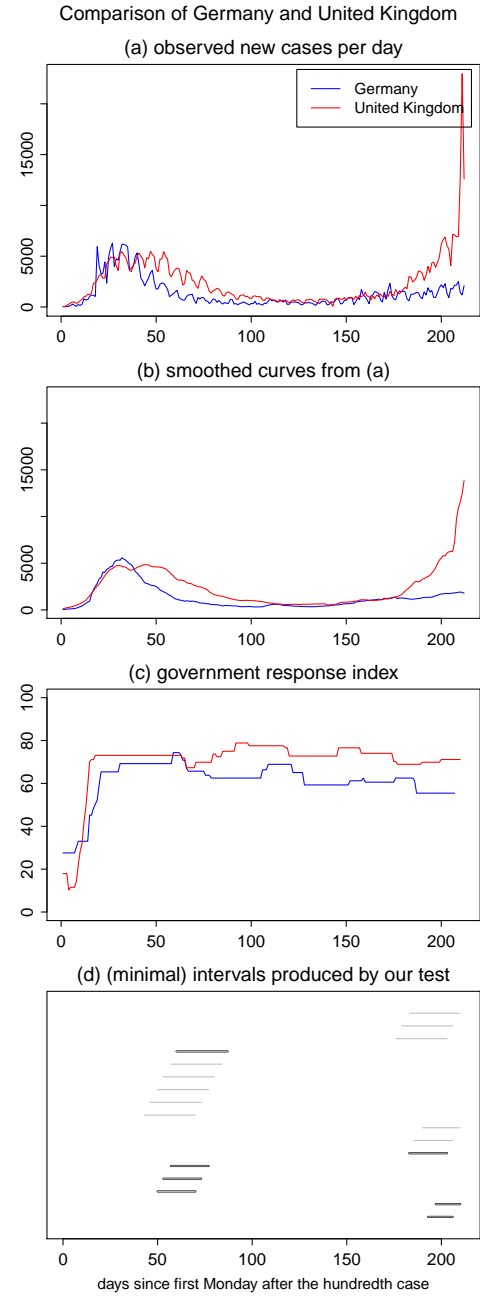 Comparison of Germany and United Kingdom
(a) observed new cases per day
Germany
United Kingdom
0 5000 15000
0 50 100 150 200
(b) smoothed curves from (a)
0 5000 15000
0 50 100 150 200
(c) government response index
0 20 40 60 80 100
0 50 100 150 200
(d) (minimal) intervals produced by our test
0 50 100 150 200
days since first Monday after the hundredth case